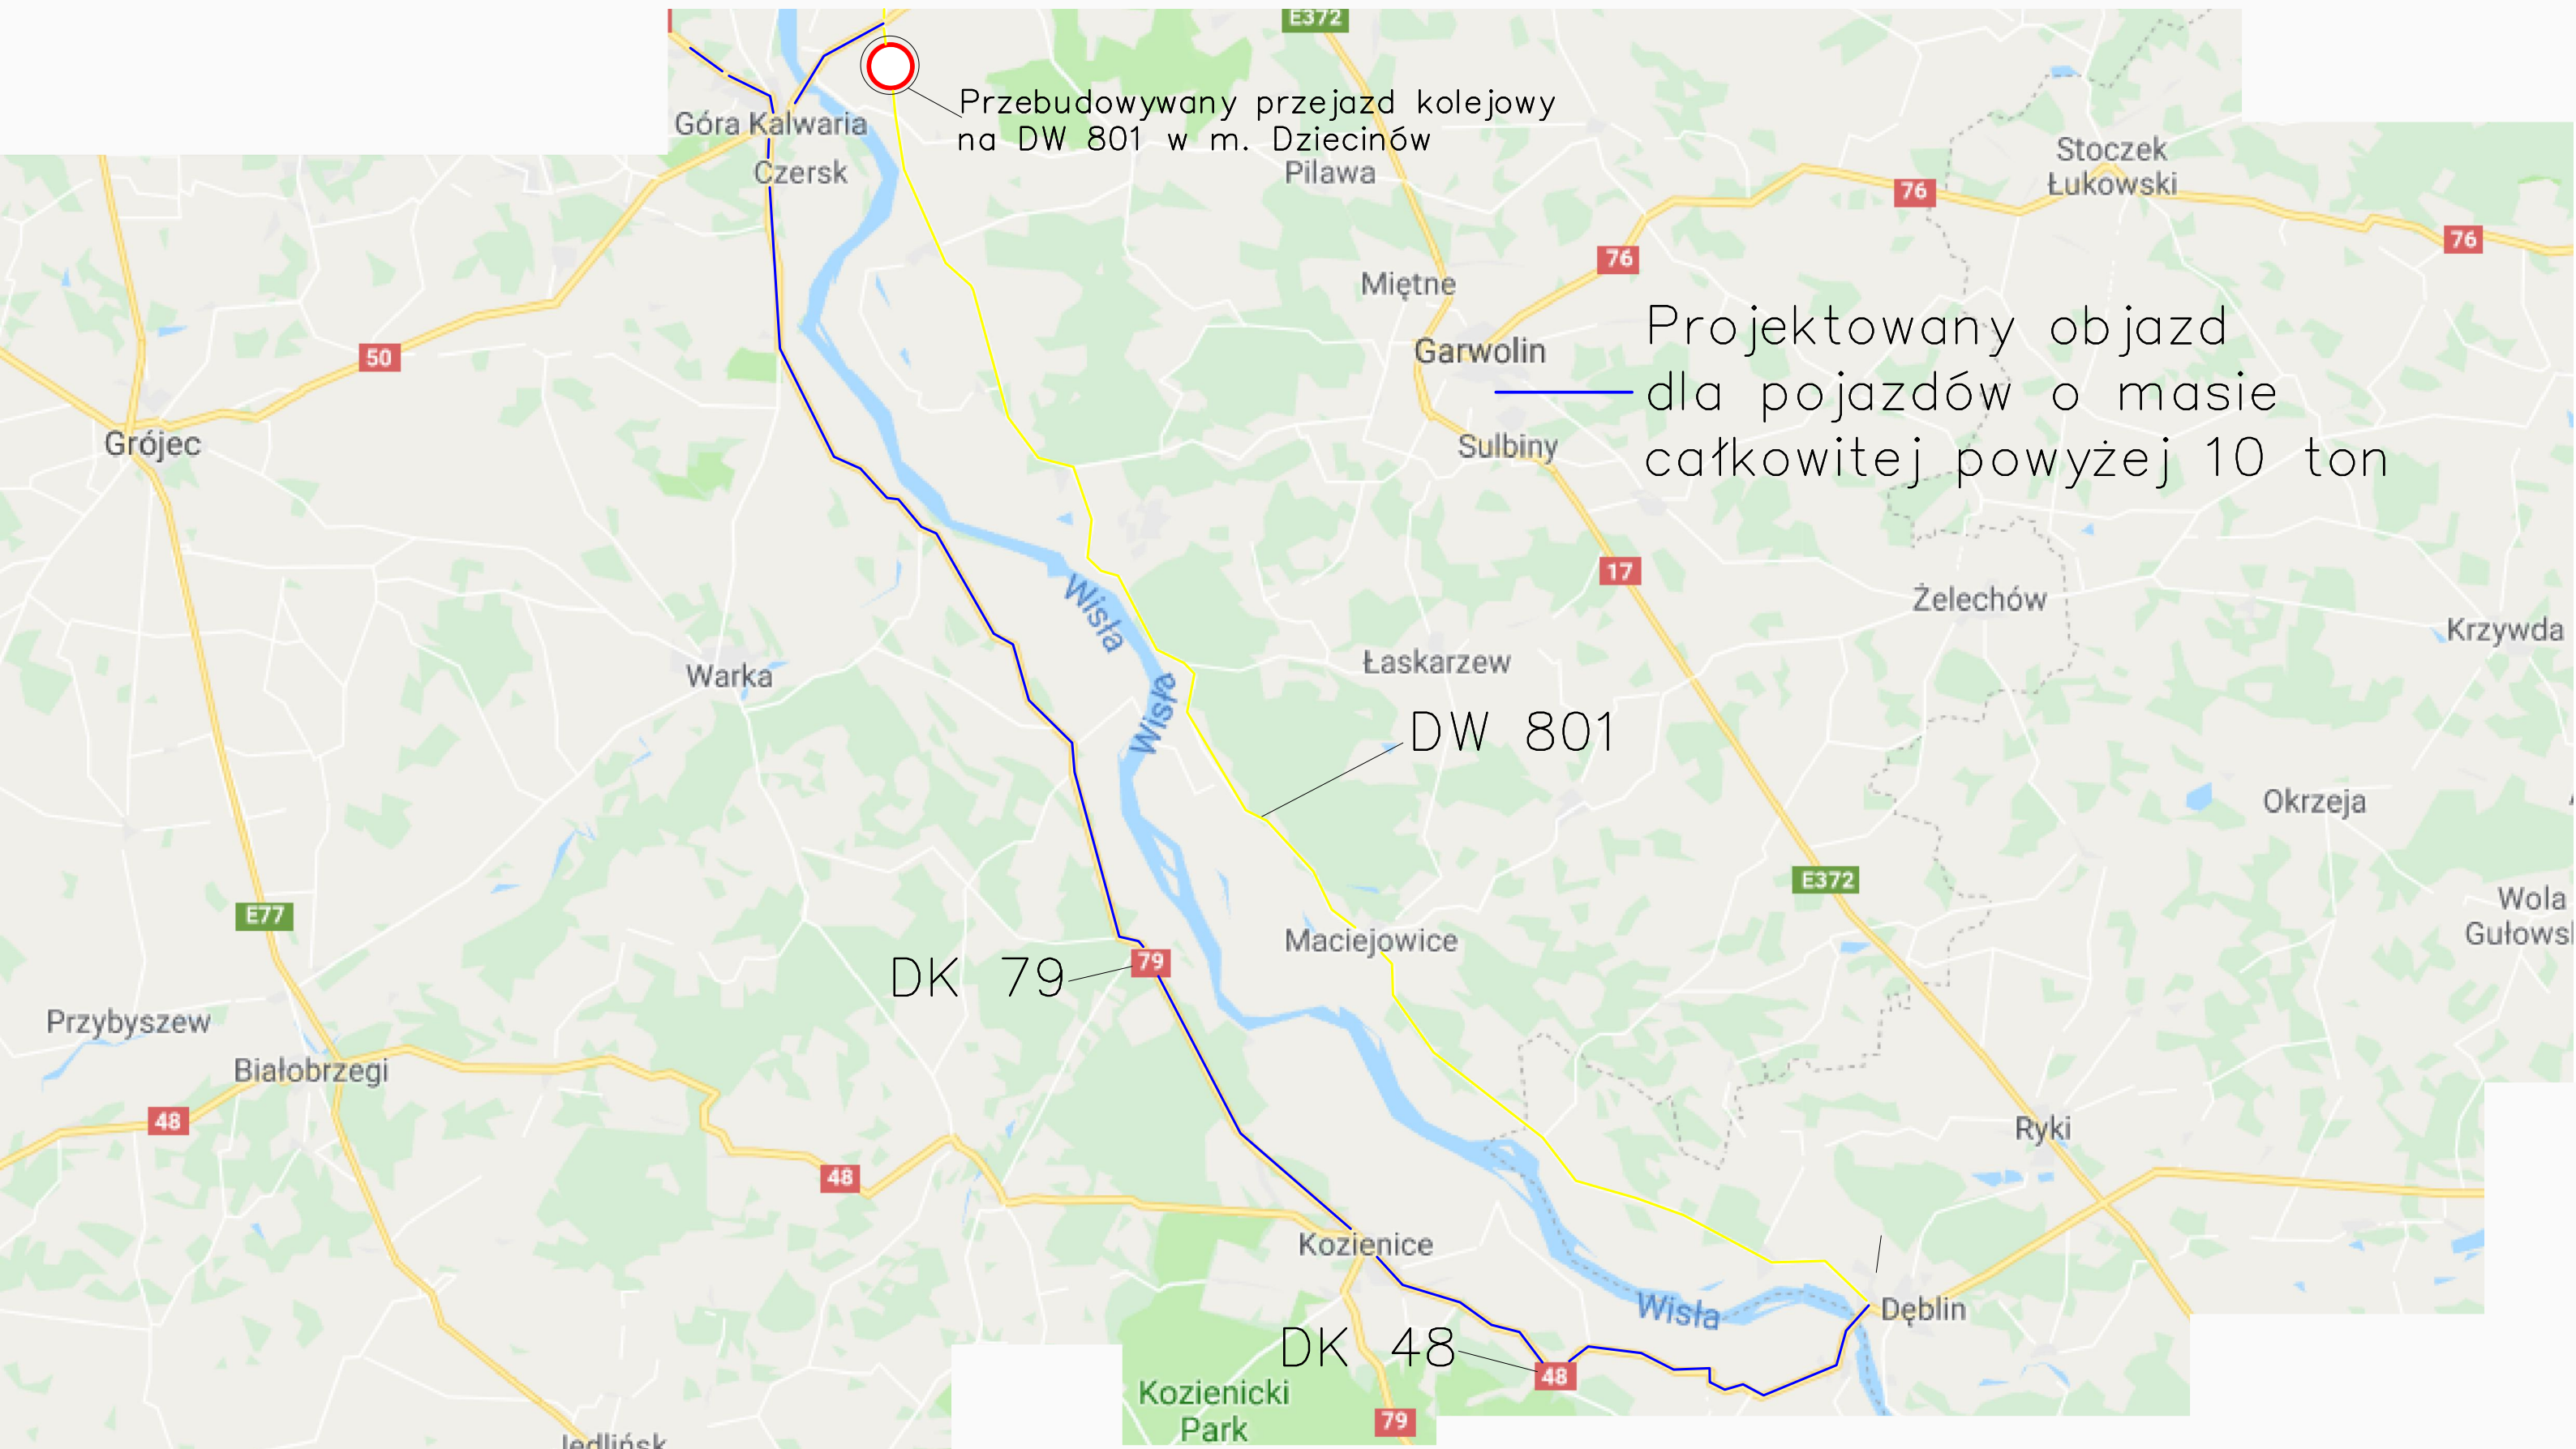 E372
Przebudowywany przejazd kolejowy
na DW 801 w m. Dziecinów
Góra Kalwaria
Czersk
Pilawa
Stoczek
Łukowski
76
76
76
Miętne
Projektowany objazd
dla pojazdów o masie
całkowitej powyżej 10 ton
Garwolin
50
Grójec
Sulbiny
17
Wisła
Żelechów
Krzywda
Warka
Łaskarzew
Wisła
DW 801
Okrzeja
E372
E77
Wola
Maciejowice
DK 79
79
Przybyszew
Białobrzegi
48
Ryki
48
Kozienice
Wisła
Dęblin
DK 48
48
Kozienicki
Park
79